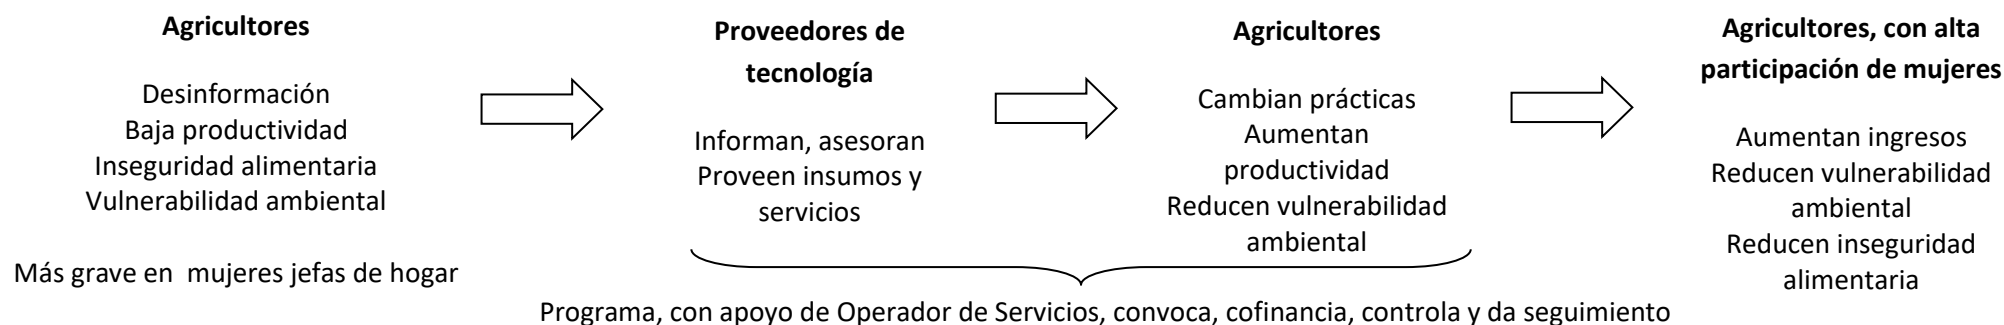 Agricultores
Desinformación
Baja productividad
Inseguridad alimentaria
Vulnerabilidad ambiental
Más grave en  mujeres jefas de hogar
Proveedores de
tecnología
Informan, asesoran
Proveen insumos y
servicios
Agricultores
Cambian prácticas
Aumentan
productividad
Reducen vulnerabilidad
ambiental
Agricultores, con alta
participación de mujeres
Aumentan ingresos
Reducen vulnerabilidad
ambiental
Reducen inseguridad
alimentaria
Programa, con apoyo de Operador de Servicios, convoca, cofinancia, controla y da seguimiento